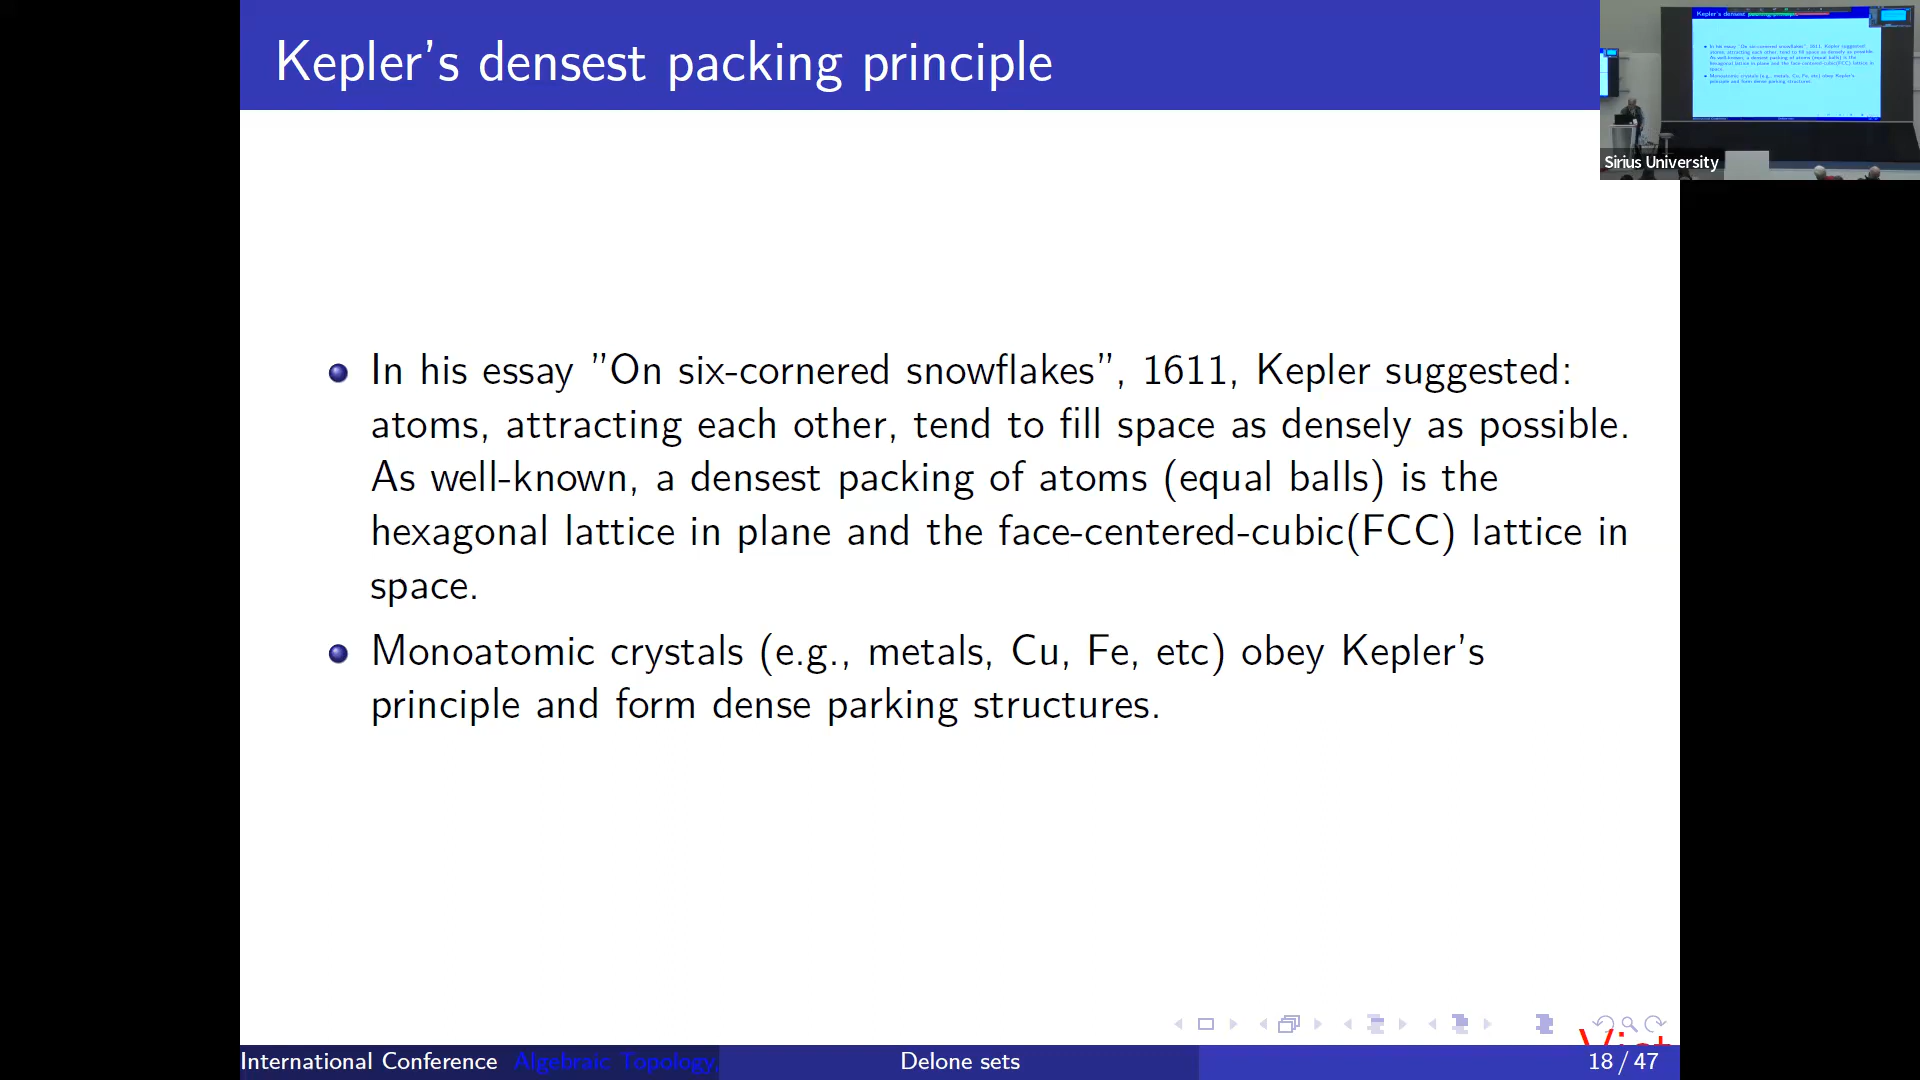 Kepler's densest packing principle
Sirius University
In his essay "On six-cornered snowflakes", 1611, Kepler suggested:
atoms, attracting each other, tend to fill space as densely as possible.
As well-known, a densest packing of atoms (equal balls) is the
hexagonal lattice in plane and the face-centered-cubic(FCC) lattice in
space.
Monoatomic crystals (e.g., metals, Cu, Fe, etc) obey Kepler's
principle and form dense parking structures.
International Conference Algebraic Topology,
Delone sets
18 / 47